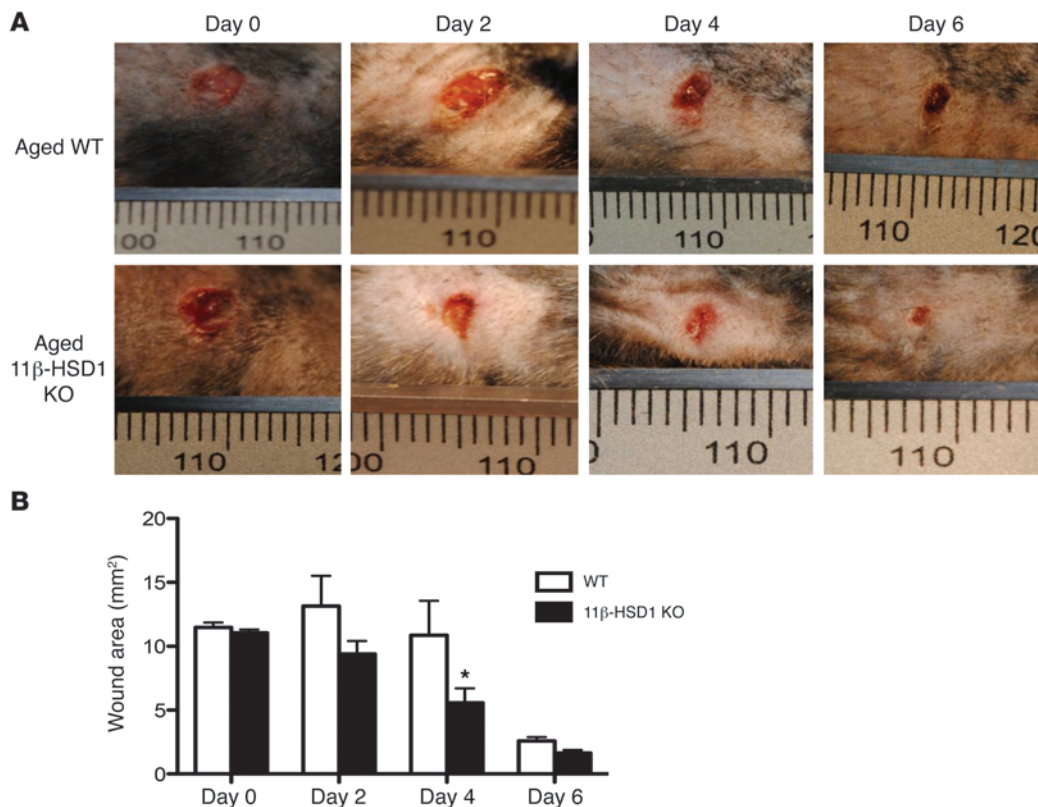 A
Day 0 Day 2 Day 4 Day 6
Aged WT
00 110
110
110
110 120
Aged
11β-HSD1
KO
110
00 110
110
110
B
Wound area (mm²)
20
15
10
5
0
WT
11β-HSD1 KO
*
Day 0 Day 2 Day 4 Day 6